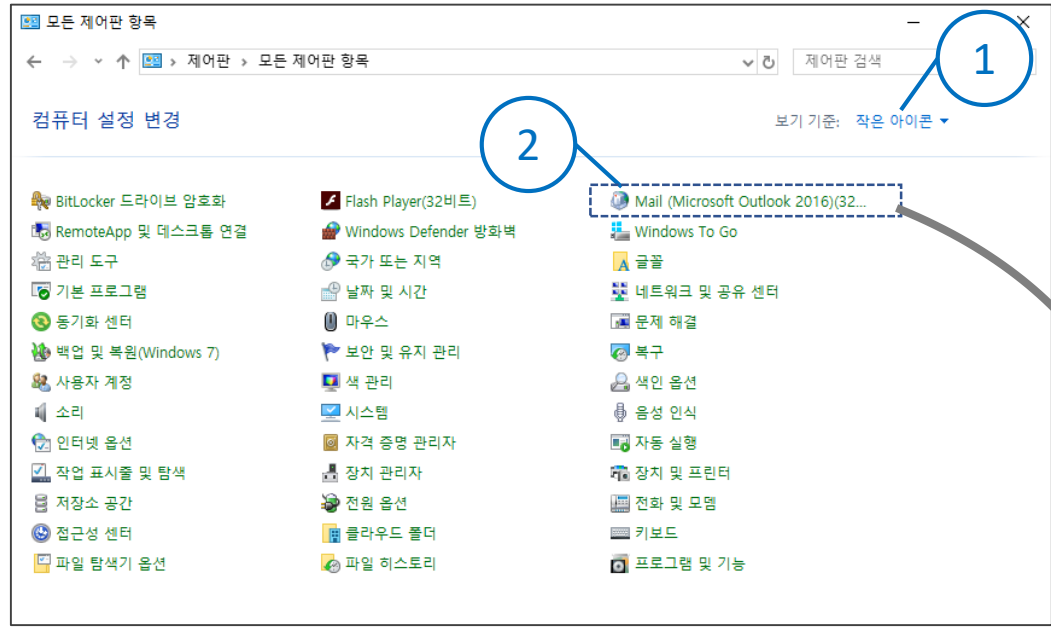 모든 제어판 항목
제어판 > 모든 제어판 항목
제어판 검색
1
컴퓨터 설정 변경
보기 기준: 작은 아이콘
2
BitLocker 드라이브 암호화
Flash Player(32비트)
Mail (Microsoft Outlook 2016)(32...
RemoteApp 및 데스크톱 연결
Windows Defender 방화벽
Windows To Go
관리 도구
국가 또는 지역
글꼴
기본 프로그램
날짜 및 시간
네트워크 및 공유 센터
동기화 센터
마우스
문제 해결
백업 및 복원(Windows 7)
보안 및 유지 관리
복구
사용자 계정
색 관리
색인 옵션
소리
시스템
음성 인식
인터넷 옵션
자격 증명 관리자
자동 실행
작업 표시줄 및 탐색
장치 관리자
장치 및 프린터
저장소 공간
전원 옵션
전화 및 모뎀
접근성 센터
클라우드 폴더
키보드
파일 탐색기 옵션
파일 히스토리
프로그램 및 기능